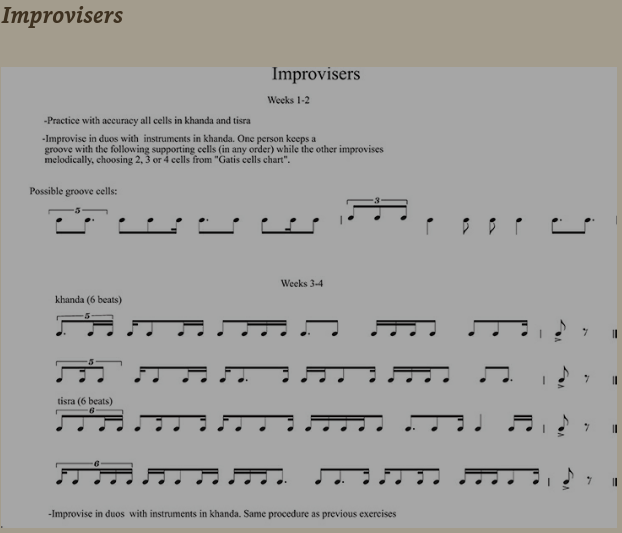 Improvisers
Improvisers
Weeks 1-2
-Practice with accuracy all cells in khanda and tisra
-Improvise in duos with instruments in khanda. One person keeps a
groove with the following supporting cells (in any order) while the other improvises
melodically, choosing 2, 3 or 4 cells from "Gatis cells chart".
Possible groove cells:
5
3
Weeks 3-4
khanda (6 beats)
5
5
tisra (6 beats)
6
6
-Improvise in duos with instruments in khanda. Same procedure as previous exercises